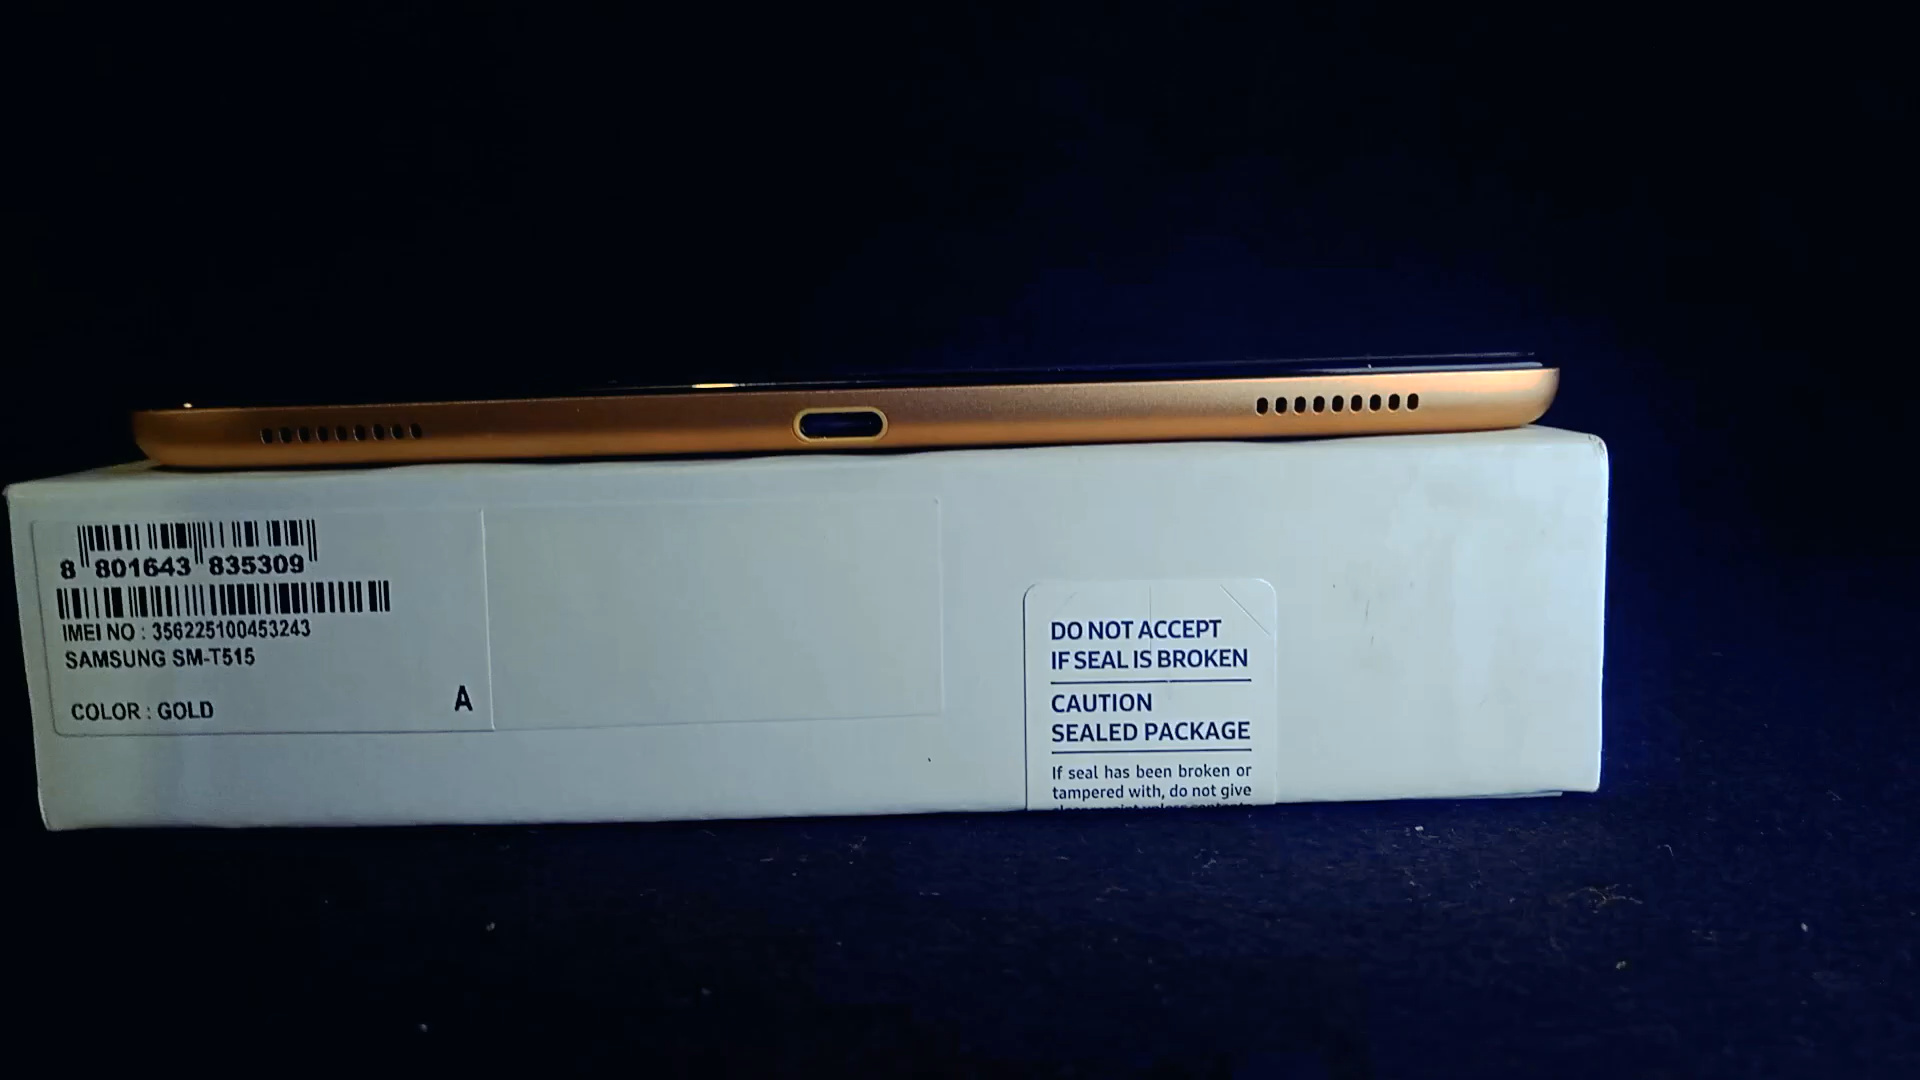 8 801643 835309
IMEI NO : 356225100453243
SAMSUNG SM-T515
COLOR : GOLD
A
DO NOT ACCEPT
IF SEAL IS BROKEN
CAUTION
SEALED PACKAGE
If seal has been broken or
tampered with, do not give